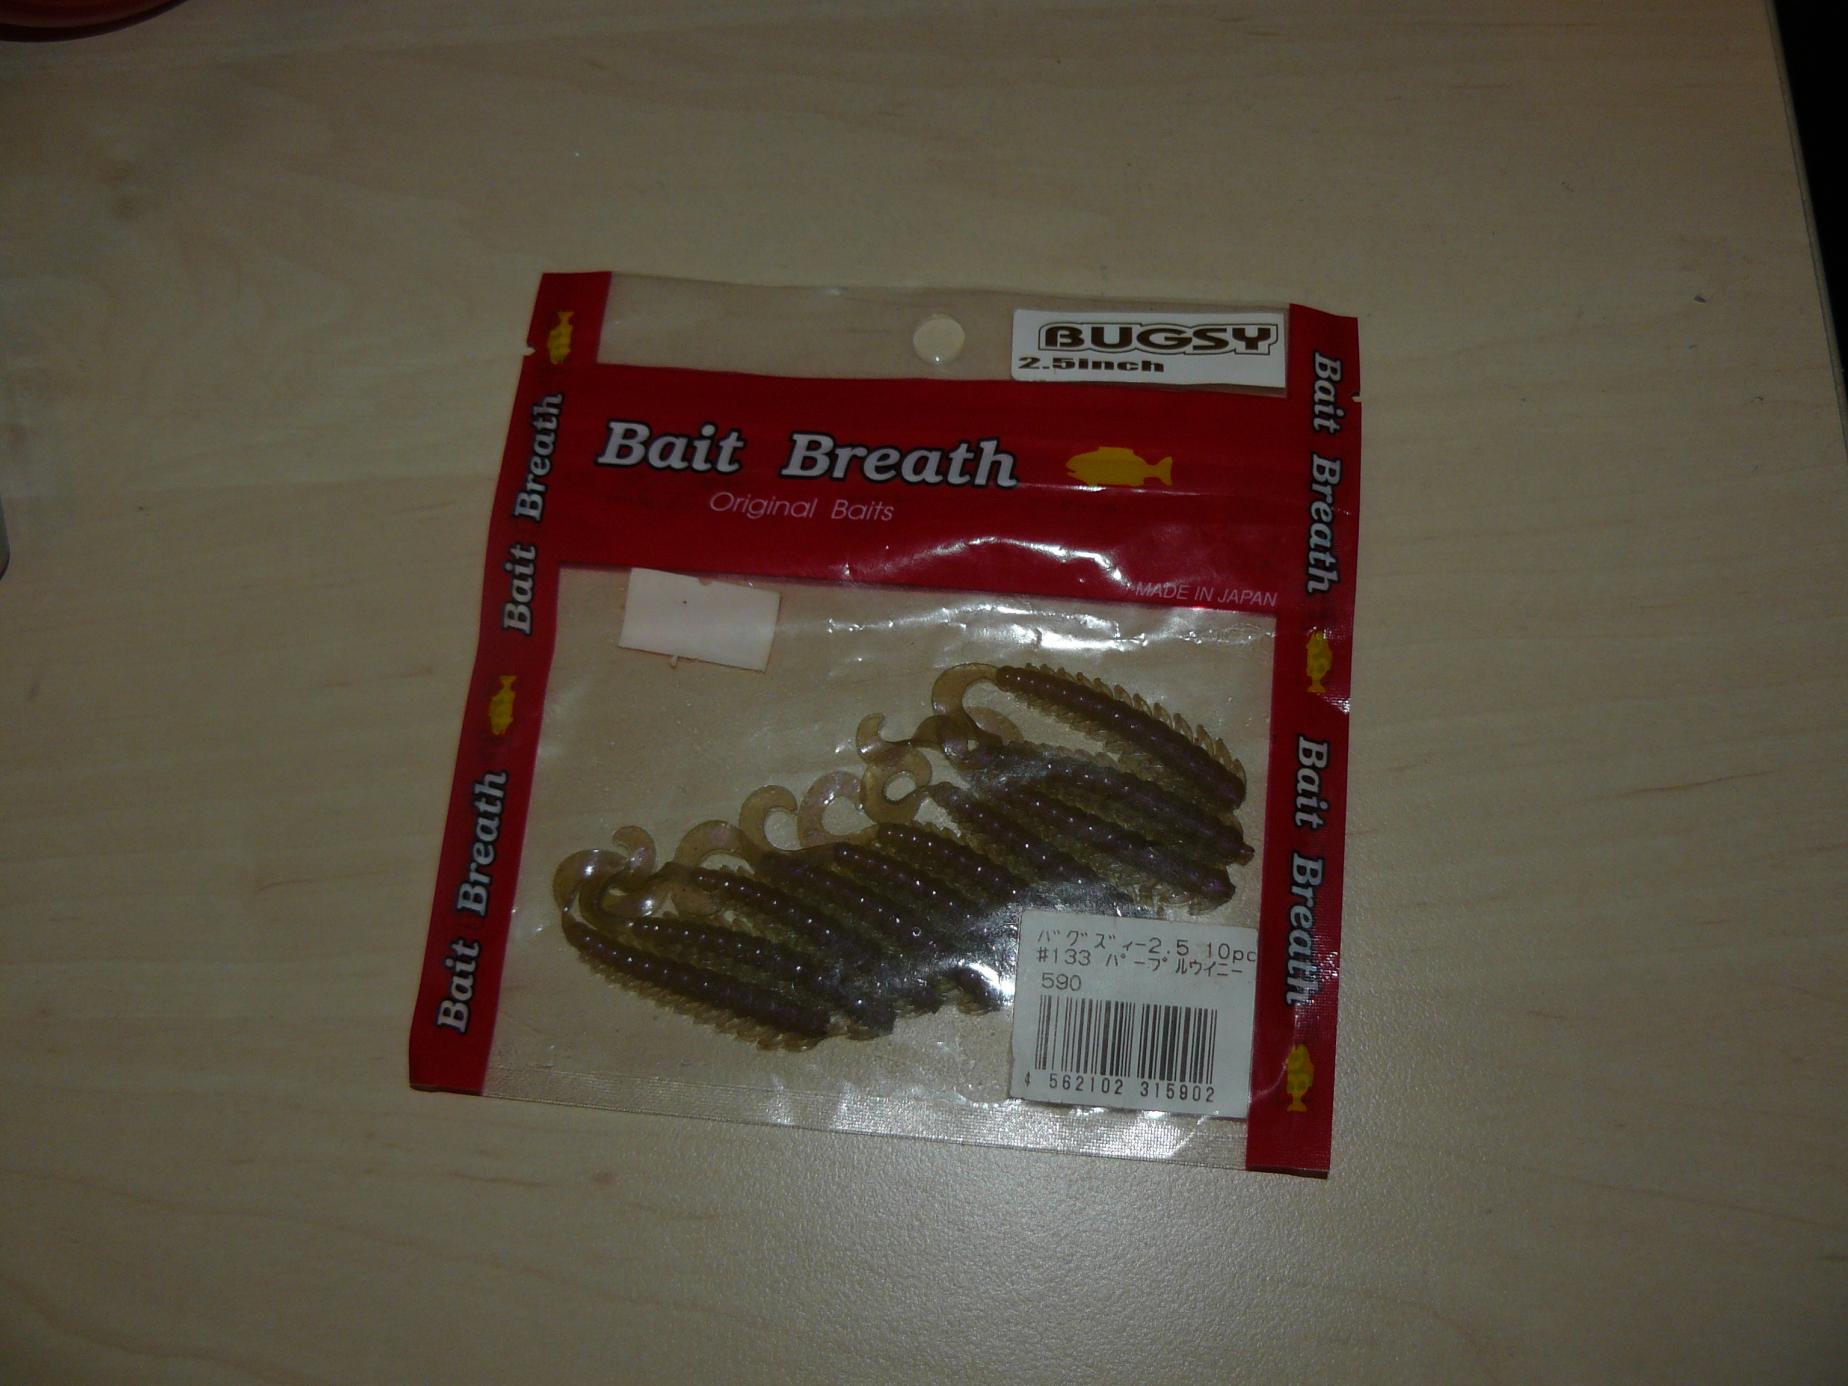 BUGSY
2.5inch
Bait Breath
Original Baits
MADE IN JAPAN
Bait Breath
Bait Breath
Bait Breath
Bait Breath
バグズィー2.5 10pc
#133 パープルウイニー
590
4 562102 315902